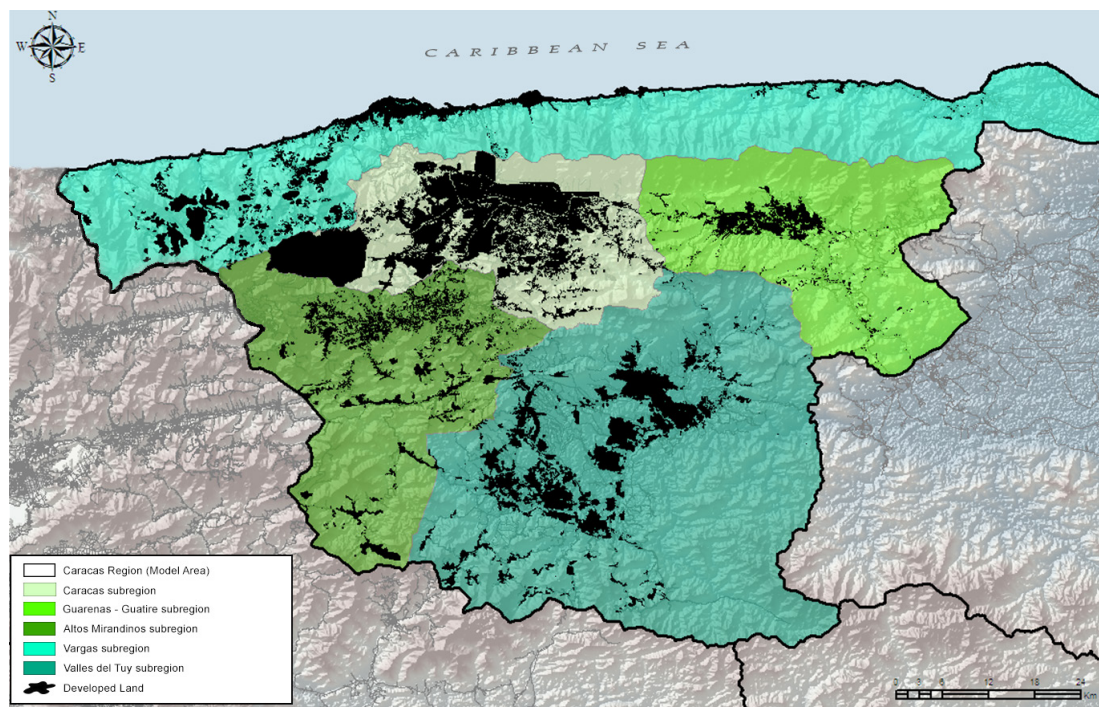 N
W E
S
CARIBBEAN SEA
Caracas Region (Model Area)
Caracas subregion
Guarenas - Guatire subregion
Altos Mirandinos subregion
Vargas subregion
Valles del Tuy subregion
Developed Land
0 3 6 12 18 24
Km